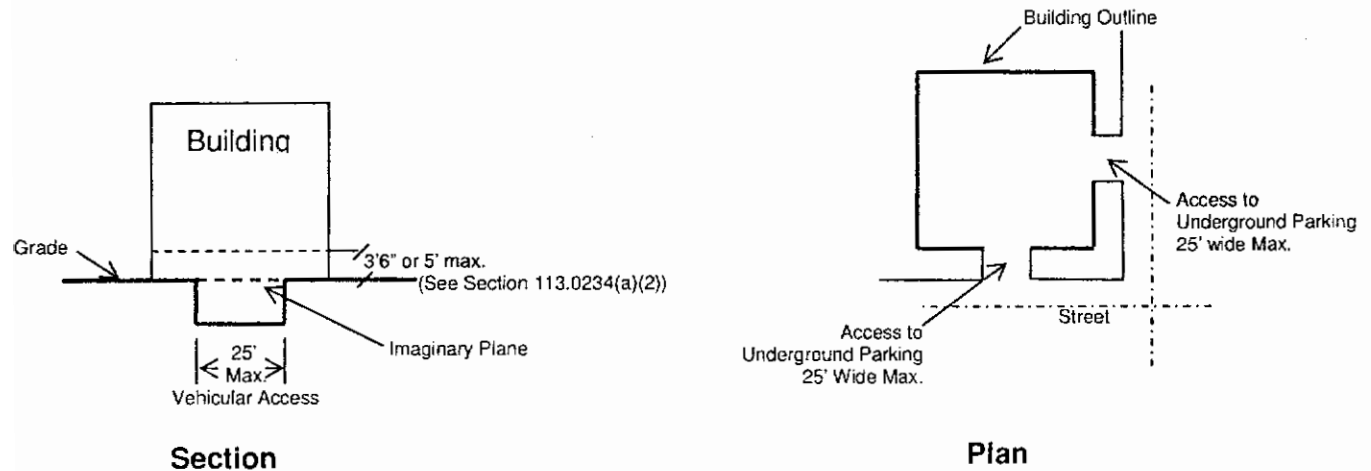 Building
Grade
3'6" or 5' max.
(See Section 113.0234(a)(2))
Imaginary Plane
25'
Max.
Vehicular Access
Section
Building Outline
Access to
Underground Parking
25' wide Max.
Street
Access to
Underground Parking
25' Wide Max.
Plan